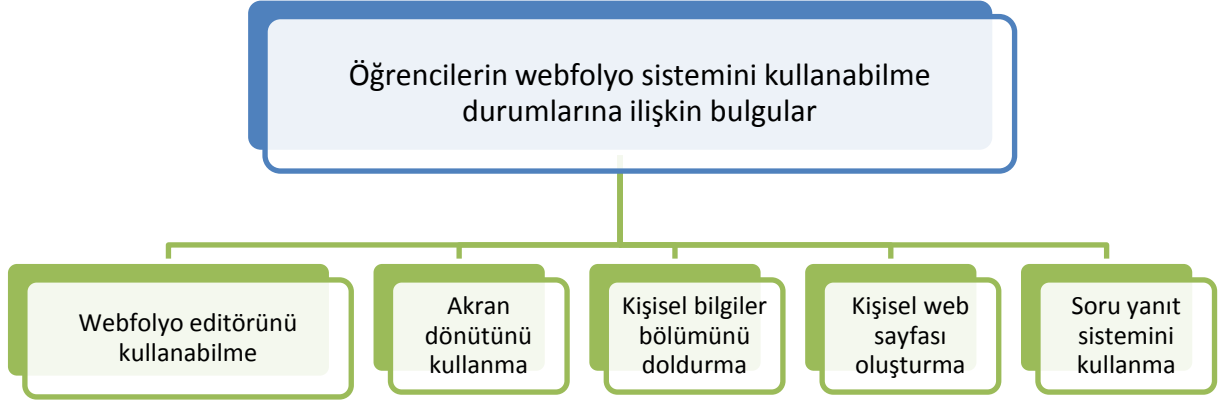 Öğrencilerin webfolyo sistemini kullanabilme
durumlarına ilişkin bulgular
Webfolyo editörünü
kullanabilme
Akran
dönütünü
kullanma
Kişisel bilgiler
bölümünü
doldurma
Kişisel web
sayfası
oluşturma
Soru yanıt
sistemini
kullanma